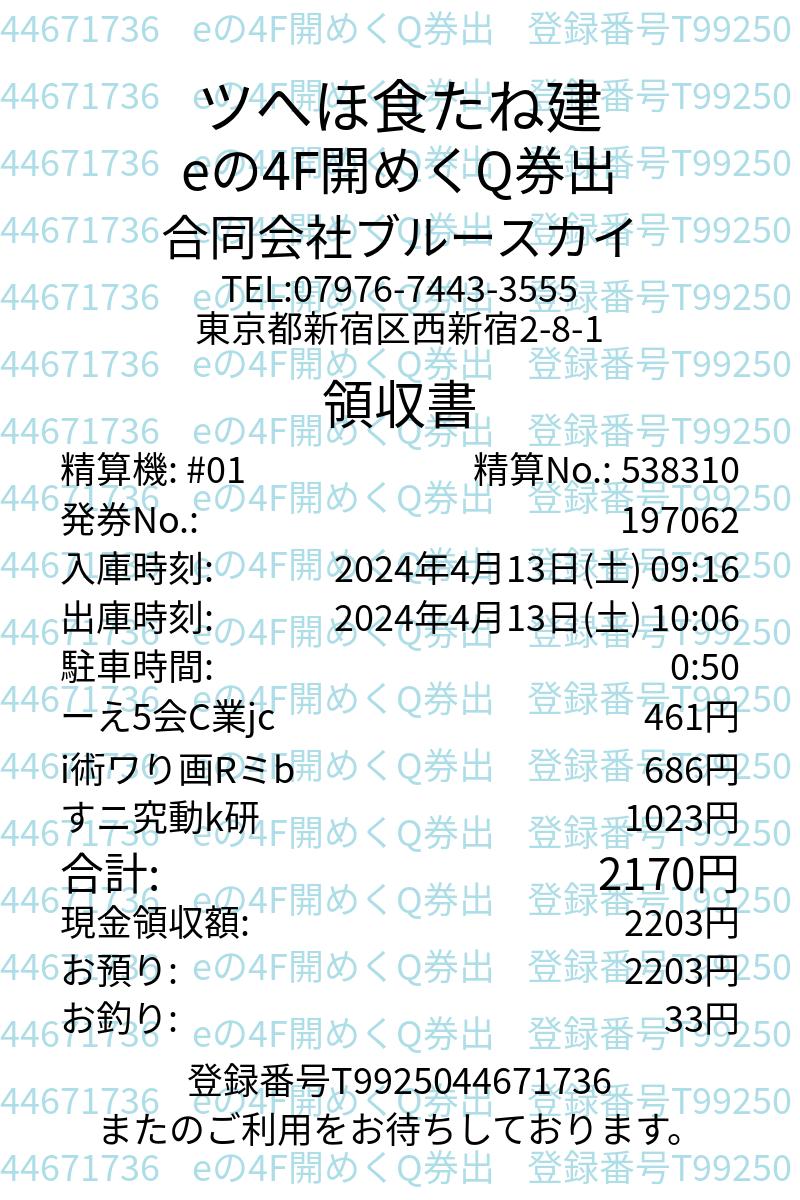 ツヘほ食たね建
eの4F開めくQ券出
合同会社ブルースカイ
TEL:07976-7443-3555
東京都新宿区西新宿2-8-1
領収書
精算機: #01 精算No.: 538310
発券No.: 197062
入庫時刻: 2024年4月13日(土) 09:16
出庫時刻: 2024年4月13日(土) 10:06
駐車時間: 0:50
ーえ5会C業jc 461円
i術ワり画Rミb 686円
すニ究動k研 1023円
合計: 2170円
現金領収額: 2203円
お預り: 2203円
お釣り: 33円
登録番号T9925044671736
またのご利用をお待ちしております。
44671736 eの4F開めくQ券出 登録番号T99250